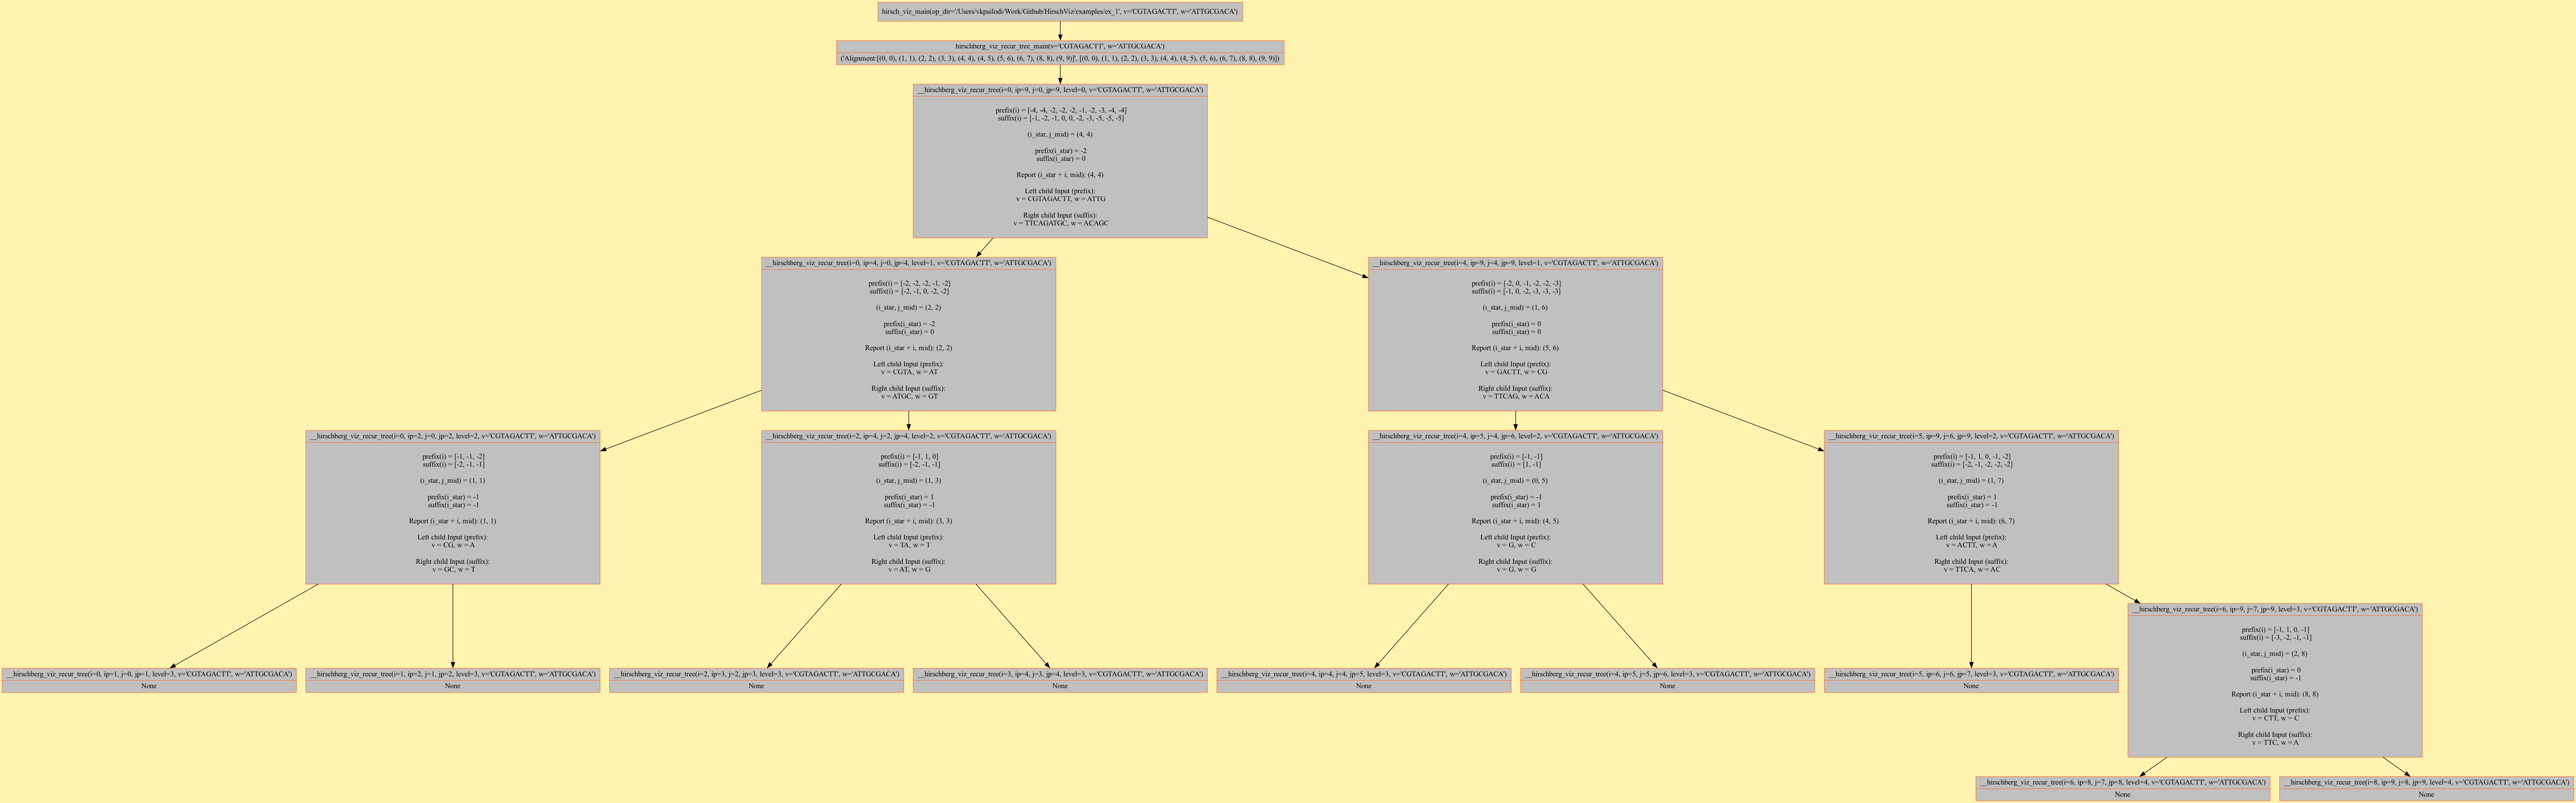 hirsch_viz_main(op_dir='/Users/vkpailodi/Work/Github/HirschViz/examples/ex_1', v='CGTAGACTT', w='ATTGCGACA')
hirschberg_viz_recur_tree_main(v='CGTAGACTT', w='ATTGCGACA')
('Alignment:[(0, 0), (1, 1), (2, 2), (3, 3), (4, 4), (4, 5), (5, 6), (6, 7), (8, 8), (9, 9)]', [(0, 0), (1, 1), (2, 2), (3, 3), (4, 4), (4, 5), (5, 6), (6, 7), (8, 8), (9, 9)])
__hirschberg_viz_recur_tree(i=0, ip=9, j=0, jp=9, level=0, v='CGTAGACTT', w='ATTGCGACA')
prefix(i) = [-4, -4, -2, -2, -2, -1, -2, -3, -4, -4]
suffix(i) = [-1, -2, -1, 0, 0, -2, -3, -5, -5, -5]
(i_star, j_mid) = (4, 4)
prefix(i_star) = -2
suffix(i_star) = 0
Report (i_star + i, mid): (4, 4)
Left child Input (prefix):
v = CGTAGACTT, w = ATTG
Right child Input (suffix):
v = TTCAGATGC, w = ACAGC
__hirschberg_viz_recur_tree(i=0, ip=4, j=0, jp=4, level=1, v='CGTAGACTT', w='ATTGCGACA')
prefix(i) = [-2, -2, -2, -1, -2]
suffix(i) = [-2, -1, 0, -2, -2]
(i_star, j_mid) = (2, 2)
prefix(i_star) = -2
suffix(i_star) = 0
Report (i_star + i, mid): (2, 2)
Left child Input (prefix):
v = CGTA, w = AT
Right child Input (suffix):
v = ATGC, w = GT
__hirschberg_viz_recur_tree(i=4, ip=9, j=4, jp=9, level=1, v='CGTAGACTT', w='ATTGCGACA')
prefix(i) = [-2, 0, -1, -2, -2, -3]
suffix(i) = [-1, 0, -2, -3, -3, -3]
(i_star, j_mid) = (1, 6)
prefix(i_star) = 0
suffix(i_star) = 0
Report (i_star + i, mid): (5, 6)
Left child Input (prefix):
v = GACTT, w = CG
Right child Input (suffix):
v = TTCAG, w = ACA
__hirschberg_viz_recur_tree(i=0, ip=2, j=0, jp=2, level=2, v='CGTAGACTT', w='ATTGCGACA')
prefix(i) = [-1, -1, -2]
suffix(i) = [-2, -1, -1]
(i_star, j_mid) = (1, 1)
prefix(i_star) = -1
suffix(i_star) = -1
Report (i_star + i, mid): (1, 1)
Left child Input (prefix):
v = CG, w = A
Right child Input (suffix):
v = GC, w = T
__hirschberg_viz_recur_tree(i=2, ip=4, j=2, jp=4, level=2, v='CGTAGACTT', w='ATTGCGACA')
prefix(i) = [-1, 1, 0]
suffix(i) = [-2, -1, -1]
(i_star, j_mid) = (1, 3)
prefix(i_star) = 1
suffix(i_star) = -1
Report (i_star + i, mid): (3, 3)
Left child Input (prefix):
v = TA, w = T
Right child Input (suffix):
v = AT, w = G
__hirschberg_viz_recur_tree(i=4, ip=5, j=4, jp=6, level=2, v='CGTAGACTT', w='ATTGCGACA')
prefix(i) = [-1, -1]
suffix(i) = [1, -1]
(i_star, j_mid) = (0, 5)
prefix(i_star) = -1
suffix(i_star) = 1
Report (i_star + i, mid): (4, 5)
Left child Input (prefix):
v = G, w = C
Right child Input (suffix):
v = G, w = G
__hirschberg_viz_recur_tree(i=5, ip=9, j=6, jp=9, level=2, v='CGTAGACTT', w='ATTGCGACA')
prefix(i) = [-1, 1, 0, -1, -2]
suffix(i) = [-2, -1, -2, -2, -2]
(i_star, j_mid) = (1, 7)
prefix(i_star) = 1
suffix(i_star) = -1
Report (i_star + i, mid): (6, 7)
Left child Input (prefix):
v = ACTT, w = A
Right child Input (suffix):
v = TTCA, w = AC
__hirschberg_viz_recur_tree(i=6, ip=9, j=7, jp=9, level=3, v='CGTAGACTT', w='ATTGCGACA')
prefix(i) = [-1, 1, 0, -1]
suffix(i) = [-3, -2, -1, -1]
(i_star, j_mid) = (2, 8)
prefix(i_star) = 0
suffix(i_star) = -1
Report (i_star + i, mid): (8, 8)
Left child Input (prefix):
v = CTT, w = C
Right child Input (suffix):
v = TTC, w = A
__hirschberg_viz_recur_tree(i=0, ip=1, j=0, jp=1, level=3, v='CGTAGACTT', w='ATTGCGACA')
None
__hirschberg_viz_recur_tree(i=1, ip=2, j=1, jp=2, level=3, v='CGTAGACTT', w='ATTGCGACA')
None
__hirschberg_viz_recur_tree(i=2, ip=3, j=2, jp=3, level=3, v='CGTAGACTT', w='ATTGCGACA')
None
__hirschberg_viz_recur_tree(i=3, ip=4, j=3, jp=4, level=3, v='CGTAGACTT', w='ATTGCGACA')
None
__hirschberg_viz_recur_tree(i=4, ip=4, j=4, jp=5, level=3, v='CGTAGACTT', w='ATTGCGACA')
None
__hirschberg_viz_recur_tree(i=4, ip=5, j=5, jp=6, level=3, v='CGTAGACTT', w='ATTGCGACA')
None
__hirschberg_viz_recur_tree(i=5, ip=6, j=6, jp=7, level=3, v='CGTAGACTT', w='ATTGCGACA')
None
__hirschberg_viz_recur_tree(i=6, ip=8, j=7, jp=8, level=4, v='CGTAGACTT', w='ATTGCGACA')
None
__hirschberg_viz_recur_tree(i=8, ip=9, j=8, jp=9, level=4, v='CGTAGACTT', w='ATTGCGACA')
None